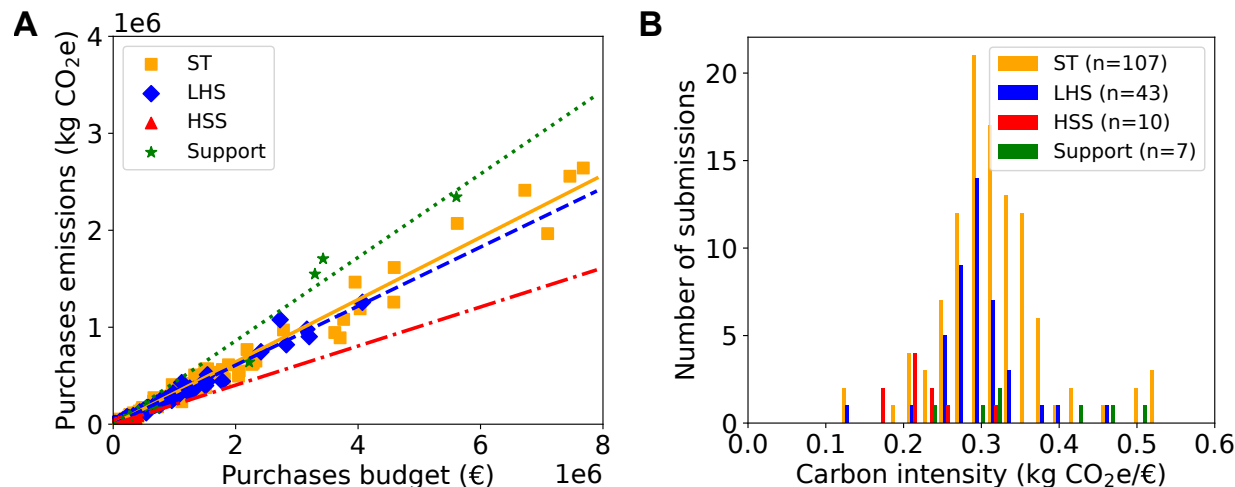 A
1e6
Purchases emissions (kg CO₂e)
4
3
2
1
0
ST
LHS
HSS
Support
0
2
4
6
8
Purchases budget (€)
1e6
B
Number of submissions
20
15
10
5
0
ST (n=107)
LHS (n=43)
HSS (n=10)
Support (n=7)
0.0
0.1
0.2
0.3
0.4
0.5
0.6
Carbon intensity (kg CO₂e/€)